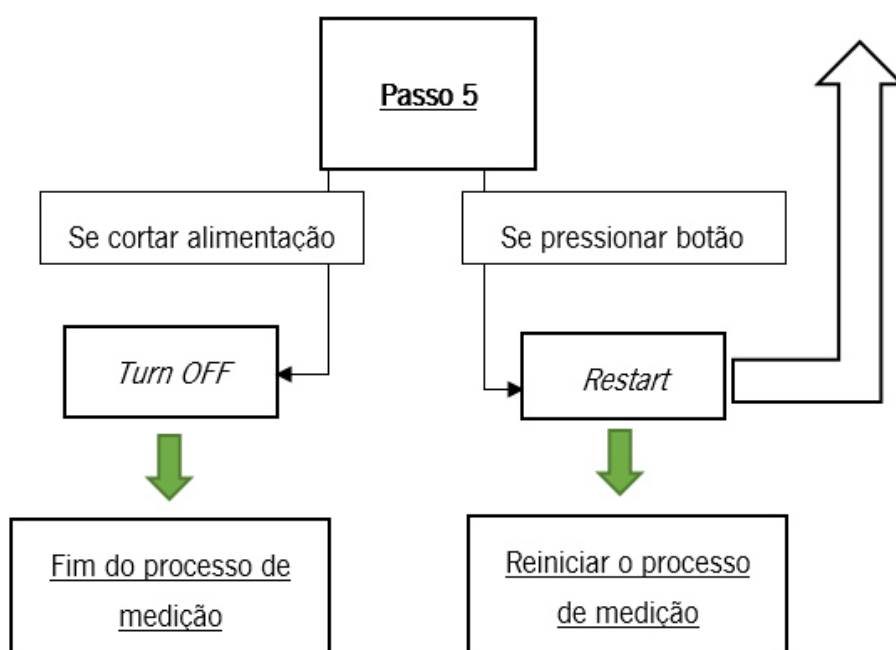 Passo 5
Se cortar alimentação
Se pressionar botão
Turn OFF
Restart
Fim do processo de
medição
Reiniciar o processo
de medição